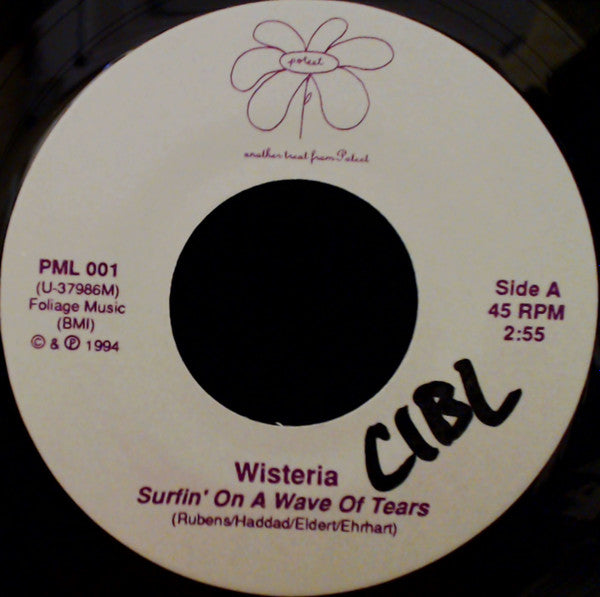 poteet
another treat from Poteet
PML 001
(U-37986M)
Foliage Music
(BMI)
© & ℗ 1994
Side A
45 RPM
2:55
CIBL
Wisteria
Surfin' On A Wave Of Tears
(Rubens/Haddad/Eldert/Ehrhart)